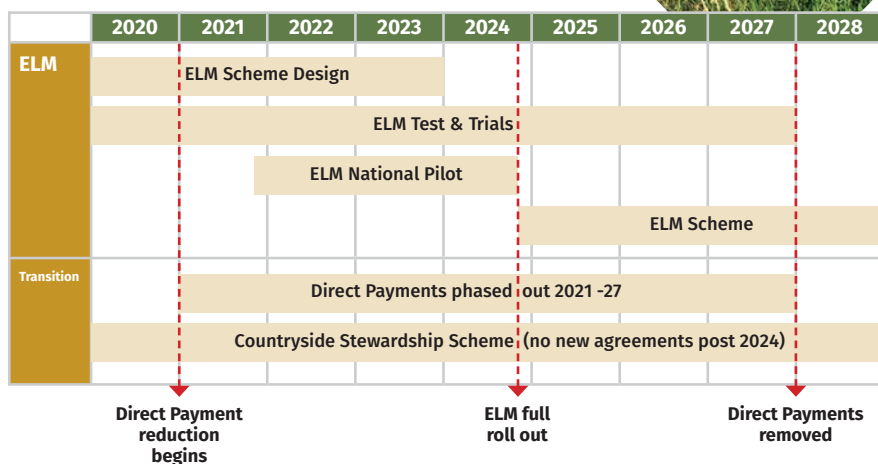 2020 2021 2022 2023 2024 2025 2026 2027 2028
ELM
ELM Scheme Design
ELM Test & Trials
ELM National Pilot
ELM Scheme
Transition
Direct Payments phased out 2021 -27
Countryside Stewardship Scheme (no new agreements post 2024)
Direct Payment
reduction
begins
ELM full
roll out
Direct Payments
removed